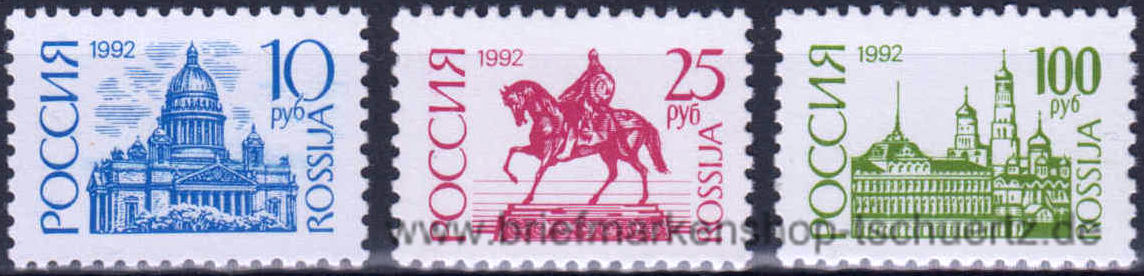 РОССИЯ
1992
10
руб
ROSSIJA
РОССИЯ
1992
25
руб
ROSSIJA
РОССИЯ
1992
100
руб
ROSSIJA
www.briefmarkenshop-tschuertz.de